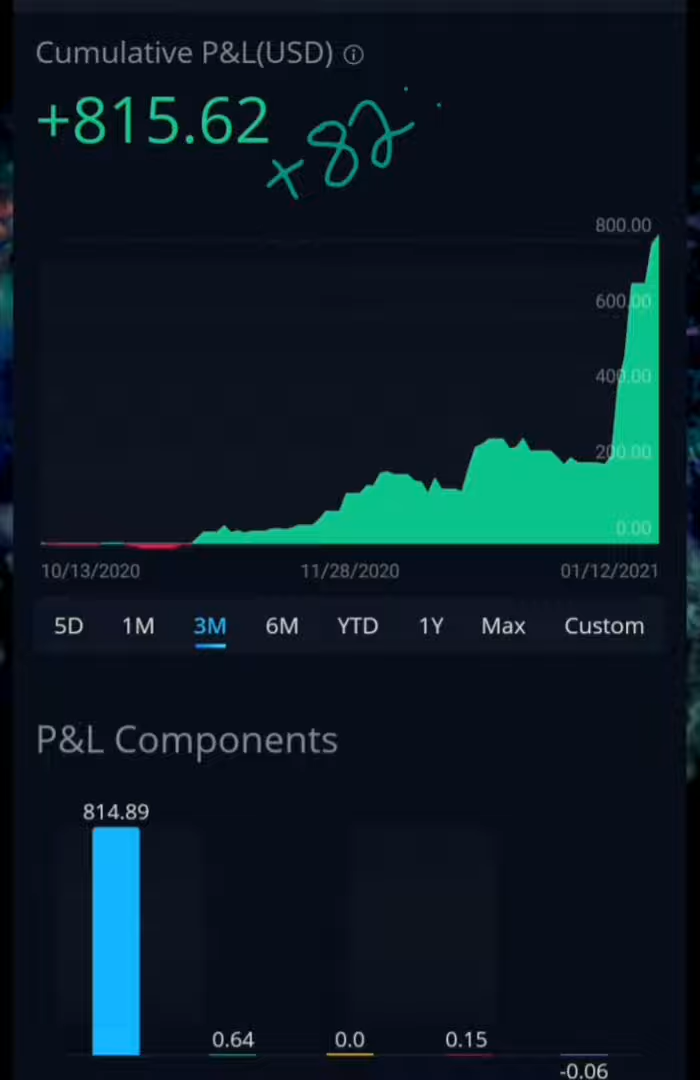 Cumulative P&L(USD)
+815.62
+82
800.00
600.00
400.00
200.00
0.00
10/13/2020 11/28/2020 01/12/2021
5D 1M 3M 6M YTD 1Y Max Custom
P&L Components
814.89
0.64 0.0 0.15
-0.06